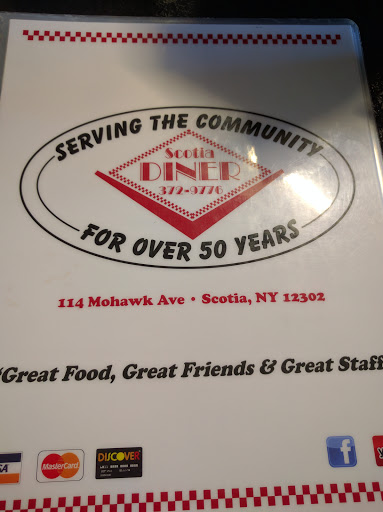 SERVING THE COMMUNITY
Scotia
DINER
372-9776
FOR OVER 50 YEARS
114 Mohawk Ave • Scotia, NY 12302
"Great Food, Great Friends & Great Staff
MasterCard
DISCOVER
f